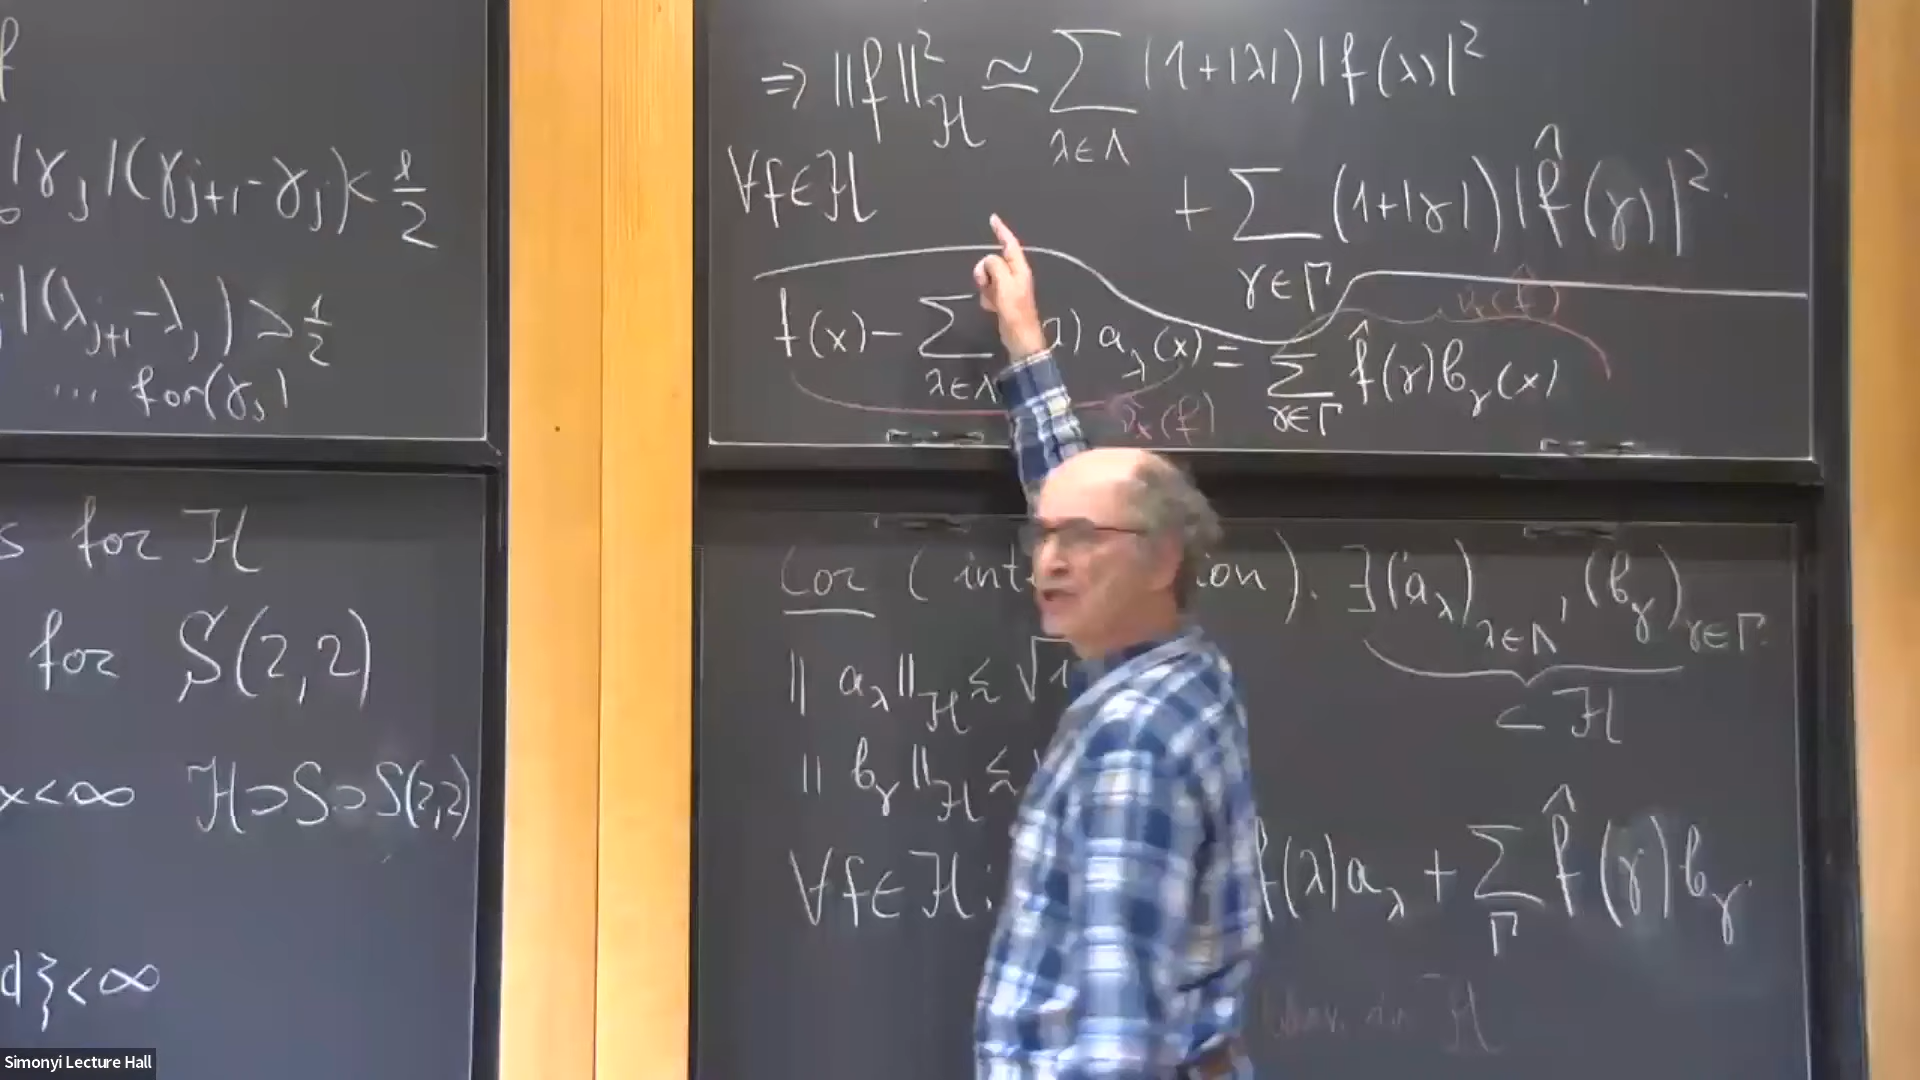 |γ_j|(γ_{j+1}-γ_j) < 1/2
|(λ_{j+1}-λ_j) > 1/2
... for (γ_j)
s for ℋ
for S(2,2)
x<∞ ℋ⊃S⊃S(2,2)
d}<∞
⇒ ‖f‖²_ℋ ≃ Σ_{λ∈Λ} (1+|λ|)|f(λ)|²
∀f∈ℋ + Σ_{γ∈Γ} (1+|γ|)|f̂(γ)|²
f(x) - Σ_{λ∈Λ} a_λ(x) = Σ_{γ∈Γ} f̂(γ) b_γ(x)
Cor ( ). ∃(a_λ)_{λ∈Λ}, (b_γ)_{γ∈Γ}
⊂ ℋ
‖a_λ‖_ℋ ≲ √1
‖b_γ‖_ℋ ≲ √
∀f∈ℋ: f(λ)a_λ + Σ_Γ f̂(γ)b_γ
Simonyi Lecture Hall